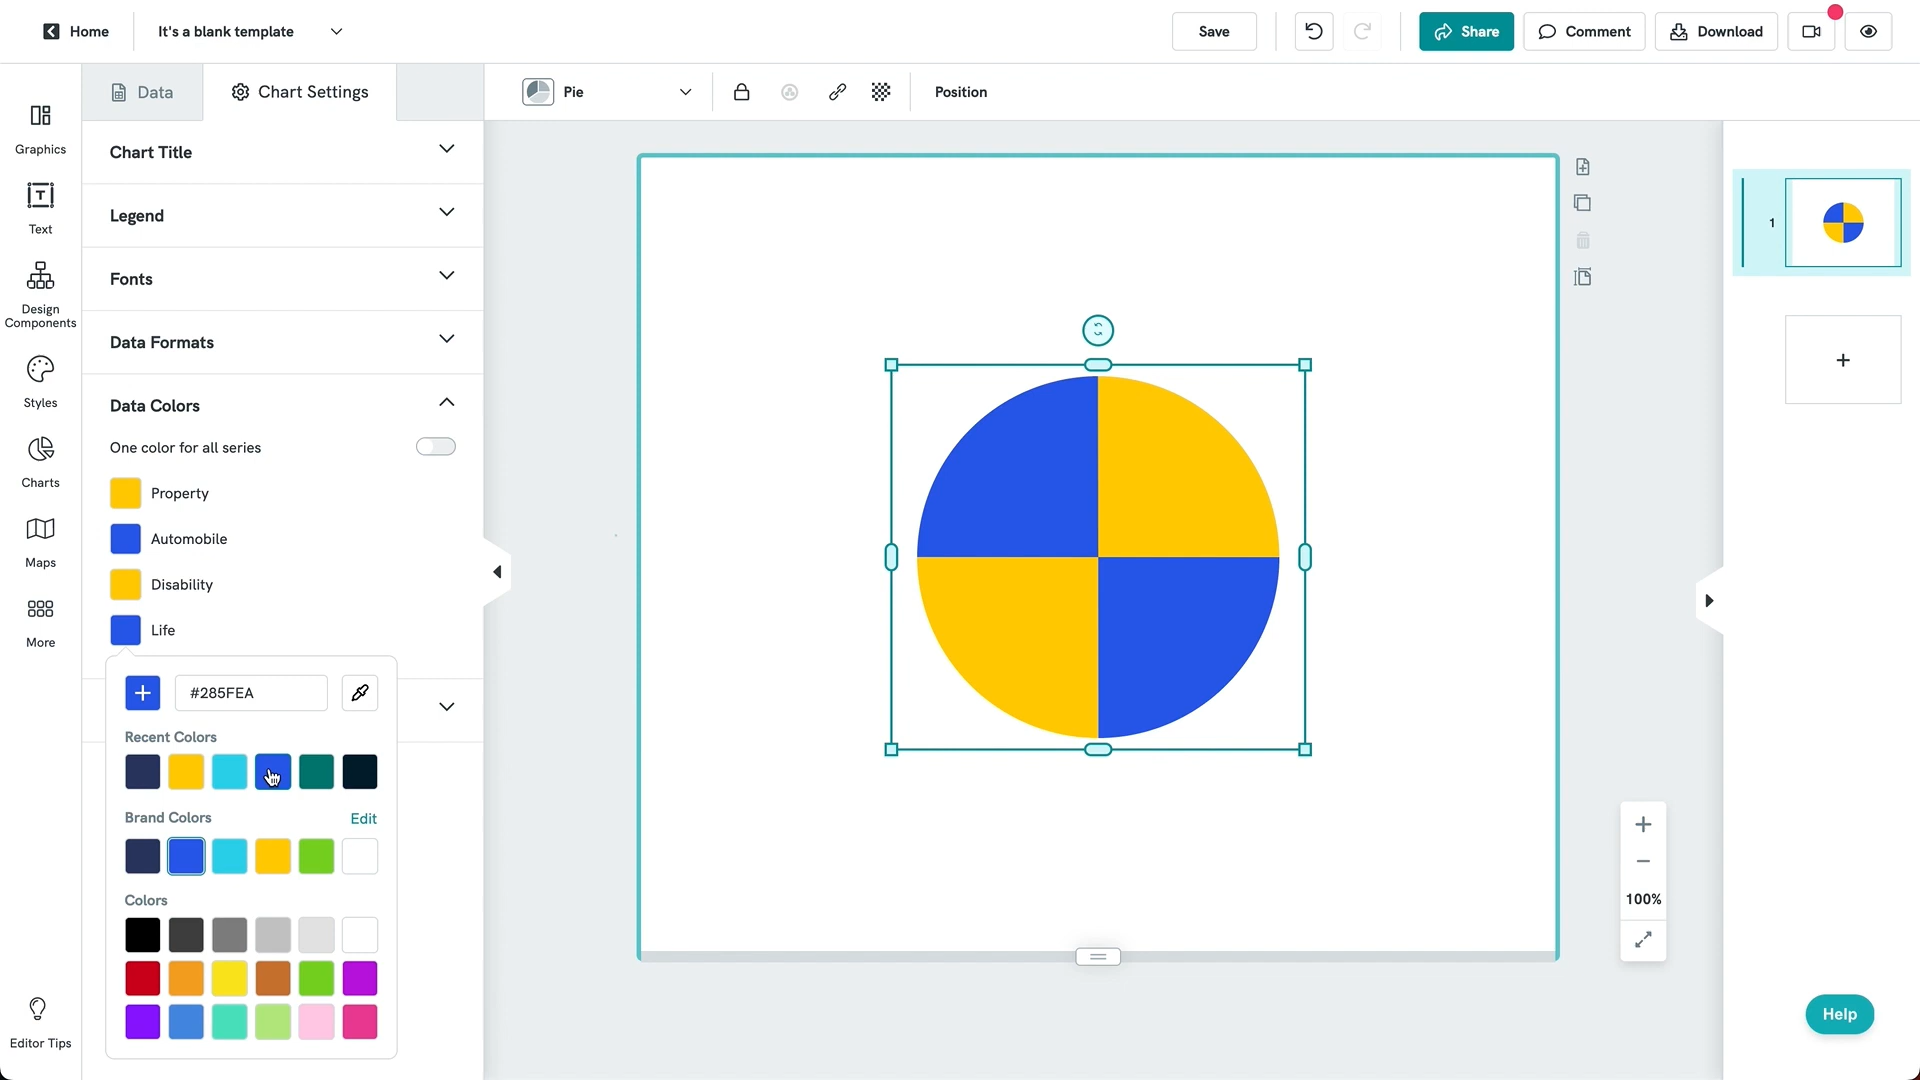 Home
It's a blank template
Save
Share
Comment
Download
Data
Chart Settings
Pie
Position
Graphics
Text
Design
Components
Styles
Charts
Maps
More
Editor Tips
Chart Title
Legend
Fonts
Data Formats
Data Colors
One color for all series
Property
Automobile
Disability
Life
#285FEA
Recent Colors
Brand Colors
Edit
Colors
1
+
100%
Help